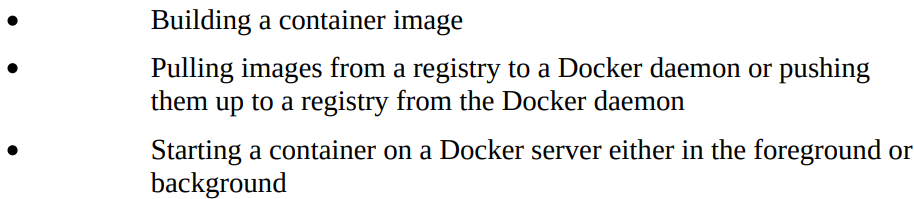 • Building a container image
• Pulling images from a registry to a Docker daemon or pushing
them up to a registry from the Docker daemon
• Starting a container on a Docker server either in the foreground or
background